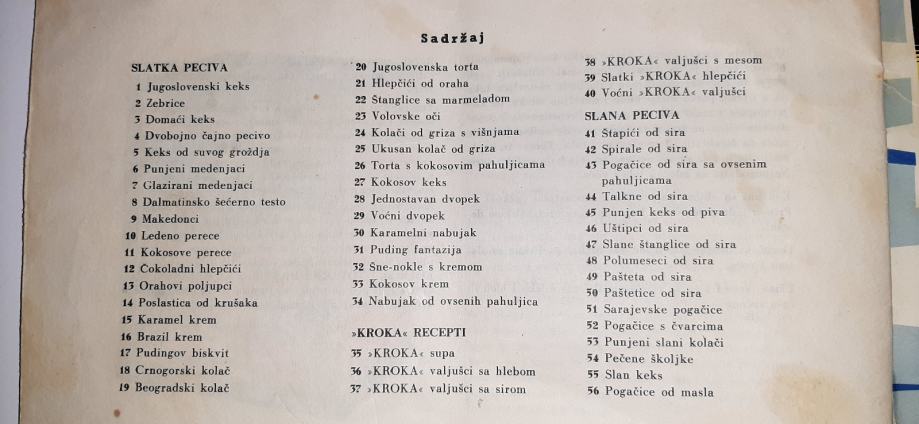 Sadržaj
SLATKA PECIVA
1 Jugoslovenski keks
2 Zebrice
3 Domaći keks
4 Dvobojno čajno pecivo
5 Keks od suvog groždja
6 Punjeni medenjaci
7 Glazirani medenjaci
8 Dalmatinsko šećerno testo
9 Makedonci
10 Ledeno perece
11 Kokosove perece
12 Čokoladni hlepčići
13 Orahovi poljupci
14 Poslastica od krušaka
15 Karamel krem
16 Brazil krem
17 Pudingov biskvit
18 Crnogorski kolač
19 Beogradski kolač
20 Jugoslovenska torta
21 Hlepčići od oraha
22 Štanglice sa marmeladom
23 Volovske oči
24 Kolači od griza s višnjama
25 Ukusan kolač od griza
26 Torta s kokosovim pahuljicama
27 Kokosov keks
28 Jednostavan dvopek
29 Voćni dvopek
30 Karamelni nabujak
31 Puding fantazija
32 Sne-nokle s kremom
33 Kokosov krem
34 Nabujak od ovsenih pahuljica
»KROKA« RECEPTI
35 »KROKA« supa
36 »KROKA« valjušci sa hlebom
37 »KROKA« valjušci sa sirom
38 »KROKA« valjušci s mesom
39 Slatki »KROKA« hlepčići
40 Voćni »KROKA« valjušci
SLANA PECIVA
41 Štapići od sira
42 Spirale od sira
43 Pogačice od sira sa ovsenim
pahuljicama
44 Talkne od sira
45 Punjen keks od piva
46 Uštipci od sira
47 Slane štanglice od sira
48 Polumeseci od sira
49 Pašteta od sira
50 Paštetice od sira
51 Sarajevske pogačice
52 Pogačice s čvarcima
53 Punjeni slani kolači
54 Pečene školjke
55 Slan keks
56 Pogačice od masla